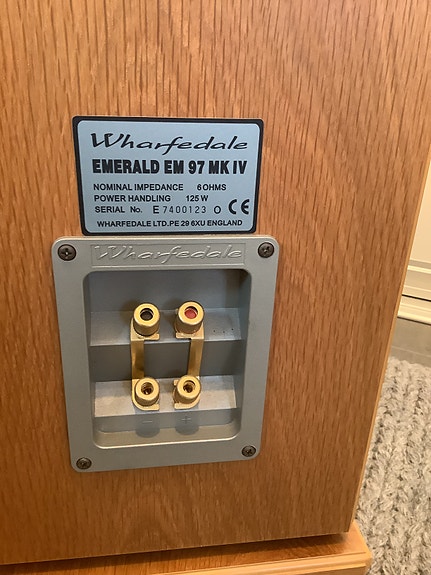 Wharfedale
EMERALD EM 97 MK IV
NOMINAL IMPEDANCE 6 OHMS
POWER HANDLING 125 W
SERIAL No. E 7400123 O CE
WHARFEDALE LTD.PE 29 6XU ENGLAND
Wharfedale
- +